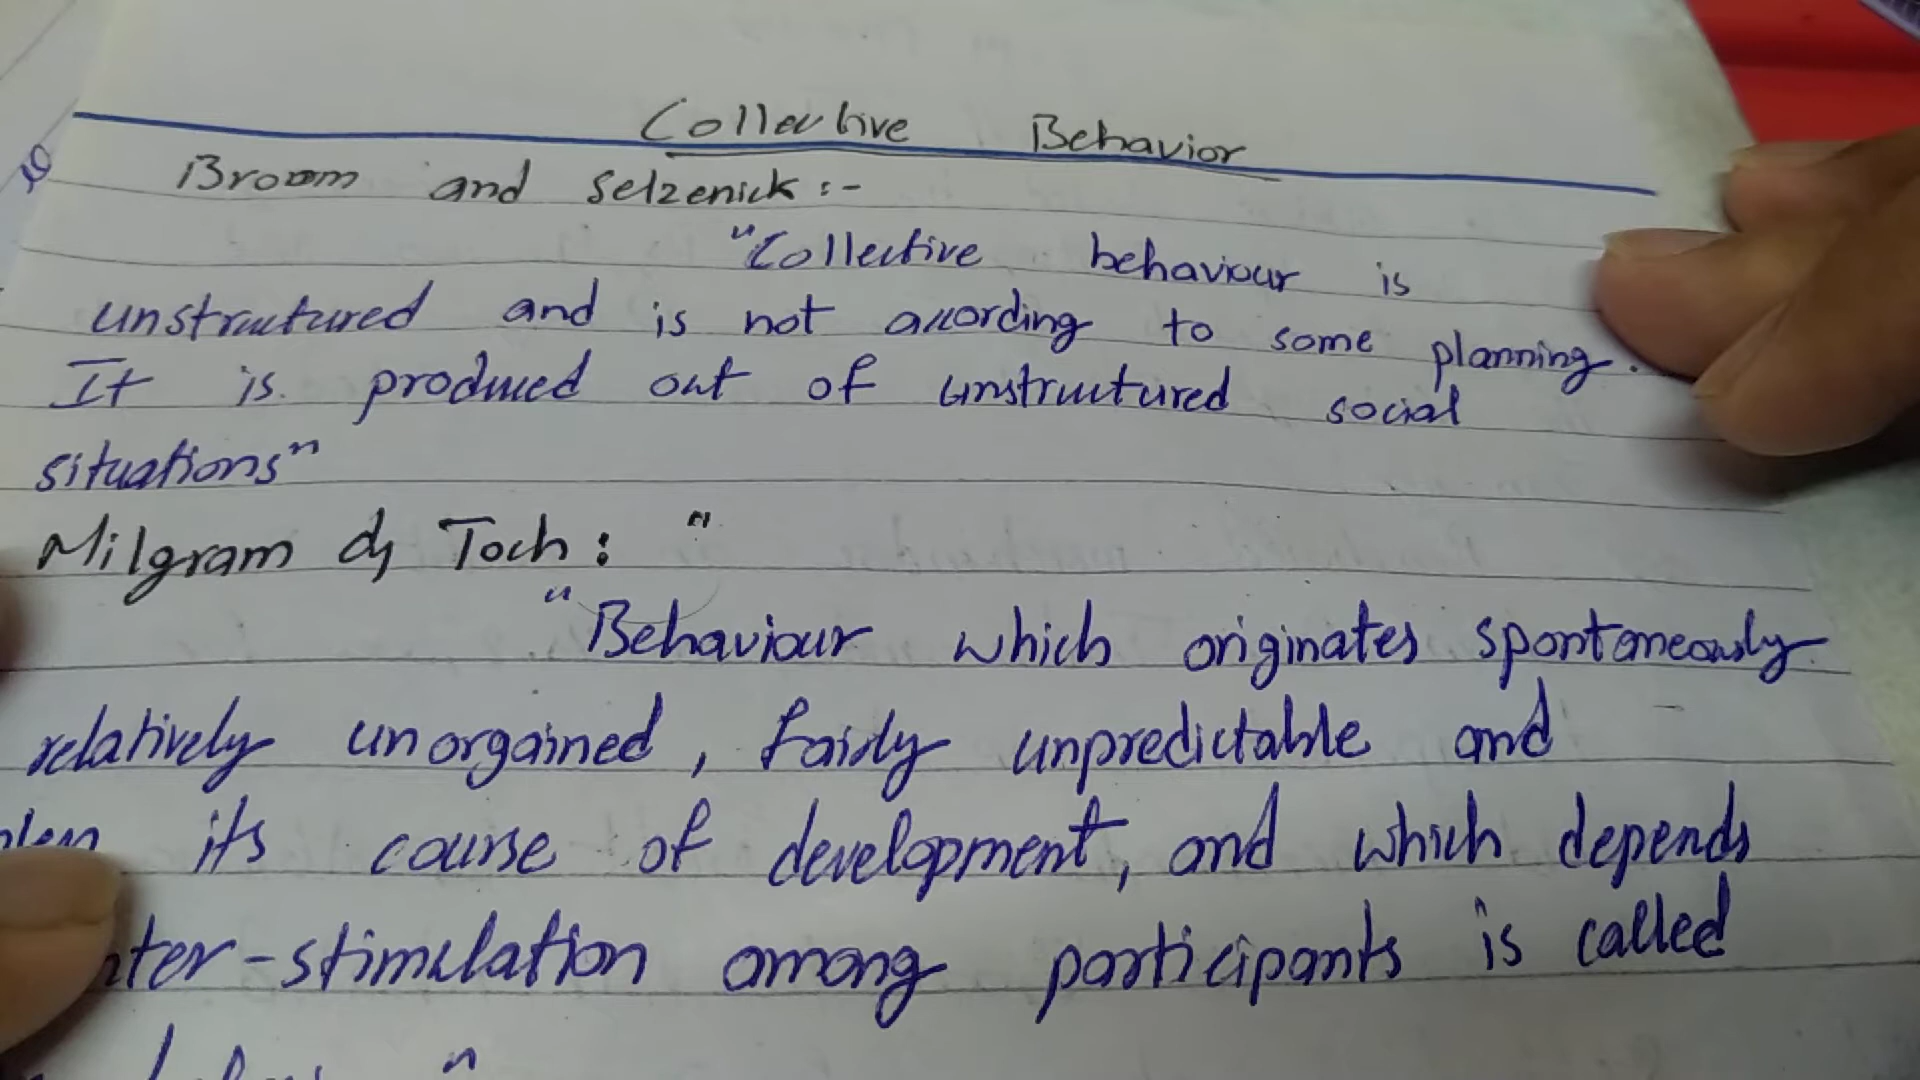 Collective Behavior
Broom and Selzenick :-
"Collective behaviour is
unstructured and is not according to some planning.
It is produced out of unstructured social
situations"
Milgram & Toch : "
"Behaviour which originates spontaneously
relatively unorgained, fairly unpredictable and
its course of development, and which depends
nter-stimulation among participants is called
"